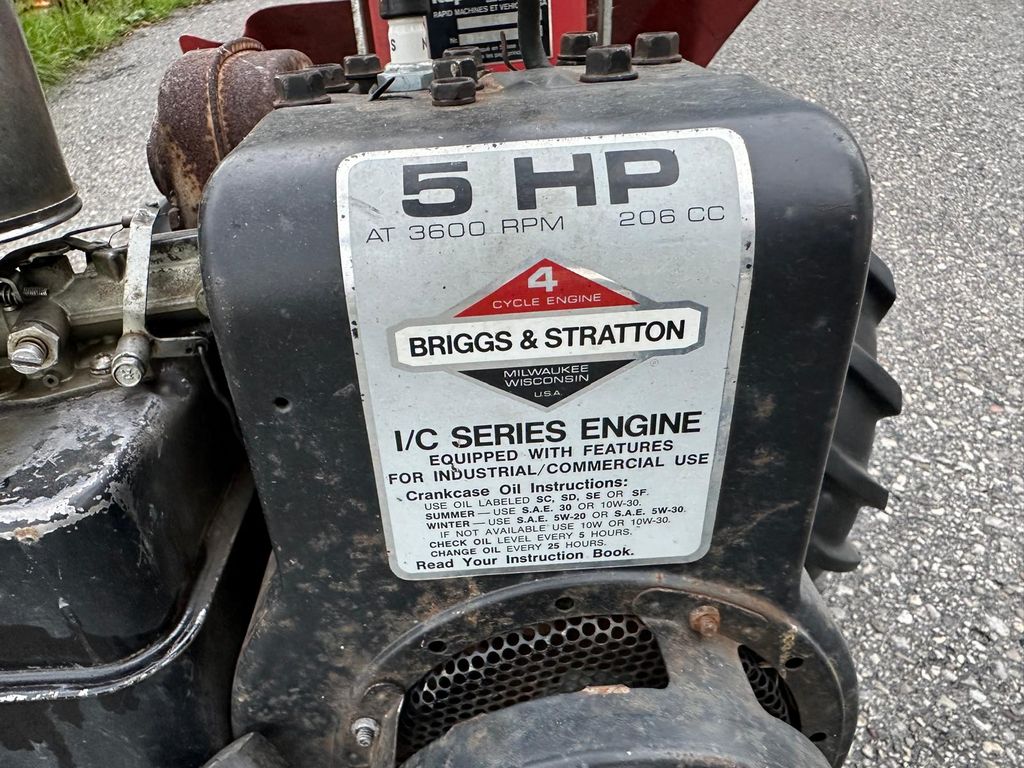 RAPID MACHINES ET
S N
5 HP
AT 3600 RPM 206 CC
4
CYCLE ENGINE
BRIGGS & STRATTON
MILWAUKEE
WISCONSIN
U.S.A.
I/C SERIES ENGINE
EQUIPPED WITH FEATURES
FOR INDUSTRIAL/COMMERCIAL USE
Crankcase Oil Instructions:
USE OIL LABELED SC, SD, SE OR SF.
SUMMER — USE S.A.E. 30 OR 10W-30.
WINTER — USE S.A.E. 5W-20 OR S.A.E. 5W-30.
IF NOT AVAILABLE USE 10W OR 10W-30.
CHECK OIL LEVEL EVERY 5 HOURS.
CHANGE OIL EVERY 25 HOURS.
Read Your Instruction Book.